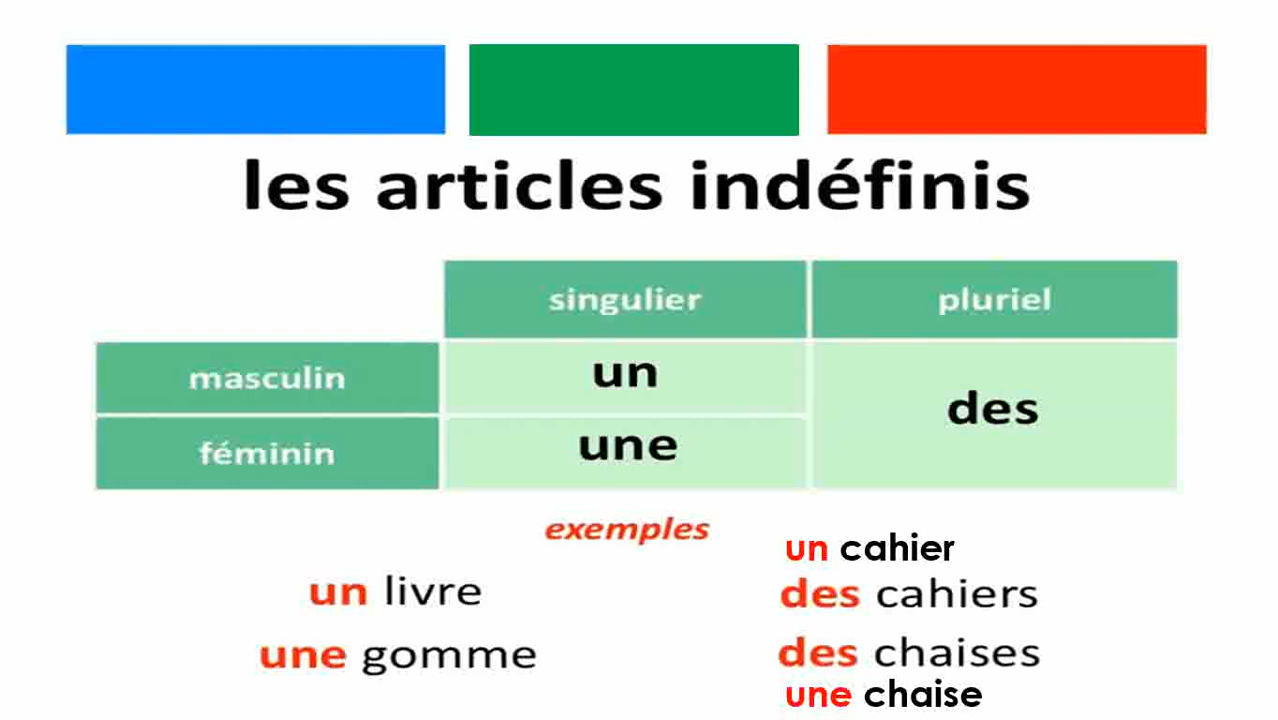 les articles indéfinis
singulier pluriel
masculin un
des
féminin une
exemples
un cahier
un livre
des cahiers
une gomme
des chaises
une chaise